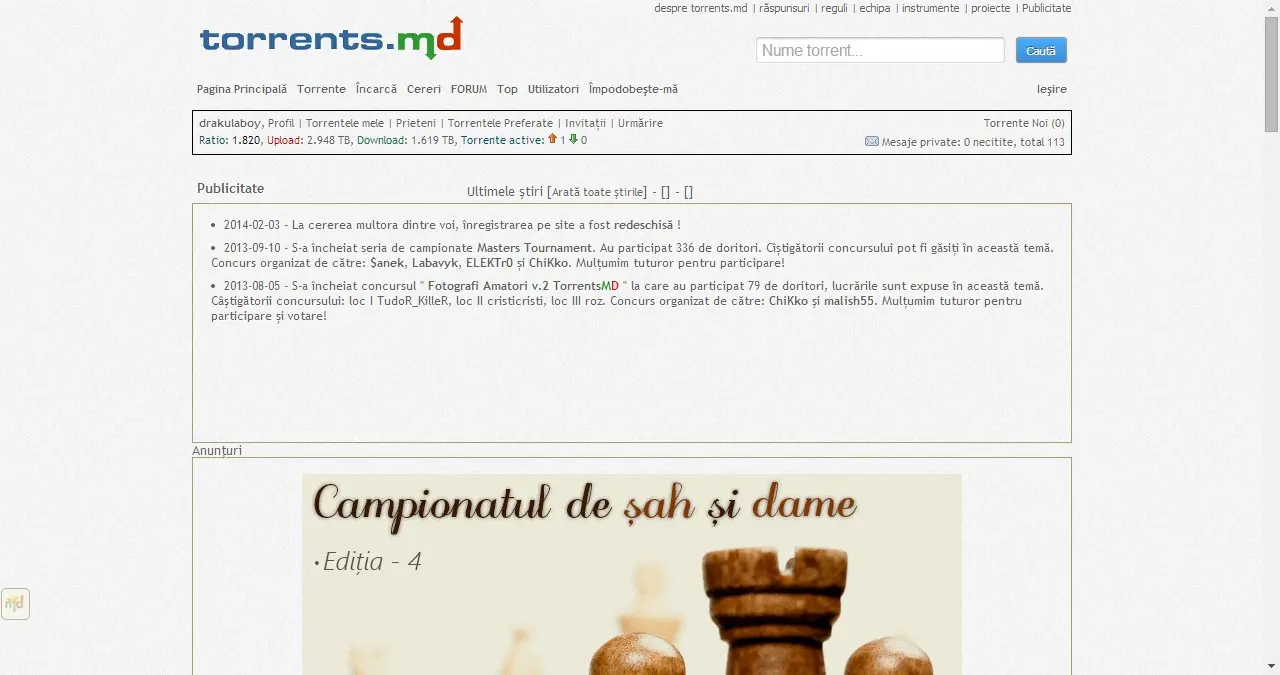 despre torrents.md | răspunsuri | reguli | echipa | instrumente | proiecte | Publicitate
torrents.md
Nume torrent...
Caută
Pagina Principală Torrente Încarcă Cereri FORUM Top Utilizatori Împodobește-mă Ieșire
drakulaboy, Profil | Torrentele mele | Prieteni | Torrentele Preferate | Invitații | Urmărire
Torrente Noi (0)
Ratio: 1.820, Upload: 2.948 TB, Download: 1.619 TB, Torrente active: 1 0
Mesaje private: 0 necitite, total 113
Publicitate
Ultimele știri [Arată toate știrile] - [] - []
• 2014-02-03 - La cererea multora dintre voi, înregistrarea pe site a fost redeschisă !
• 2013-09-10 - S-a încheiat seria de campionate Masters Tournament. Au participat 336 de doritori. Cîștigătorii concursului pot fi găsiți în această temă.
Concurs organizat de către: $anek, Labavyk, ELEKTr0 și ChiKko. Mulțumim tuturor pentru participare!
• 2013-08-05 - S-a încheiat concursul " Fotografi Amatori v.2 TorrentsMD " la care au participat 79 de doritori, lucrările sunt expuse în această temă.
Câștigătorii concursului: loc I TudoR_KilleR, loc II cristicristi, loc III roz. Concurs organizat de către: ChiKko și malish55. Mulțumim tuturor pentru
participare și votare!
Anunțuri
Campionatul de șah și dame
• Ediția - 4
md